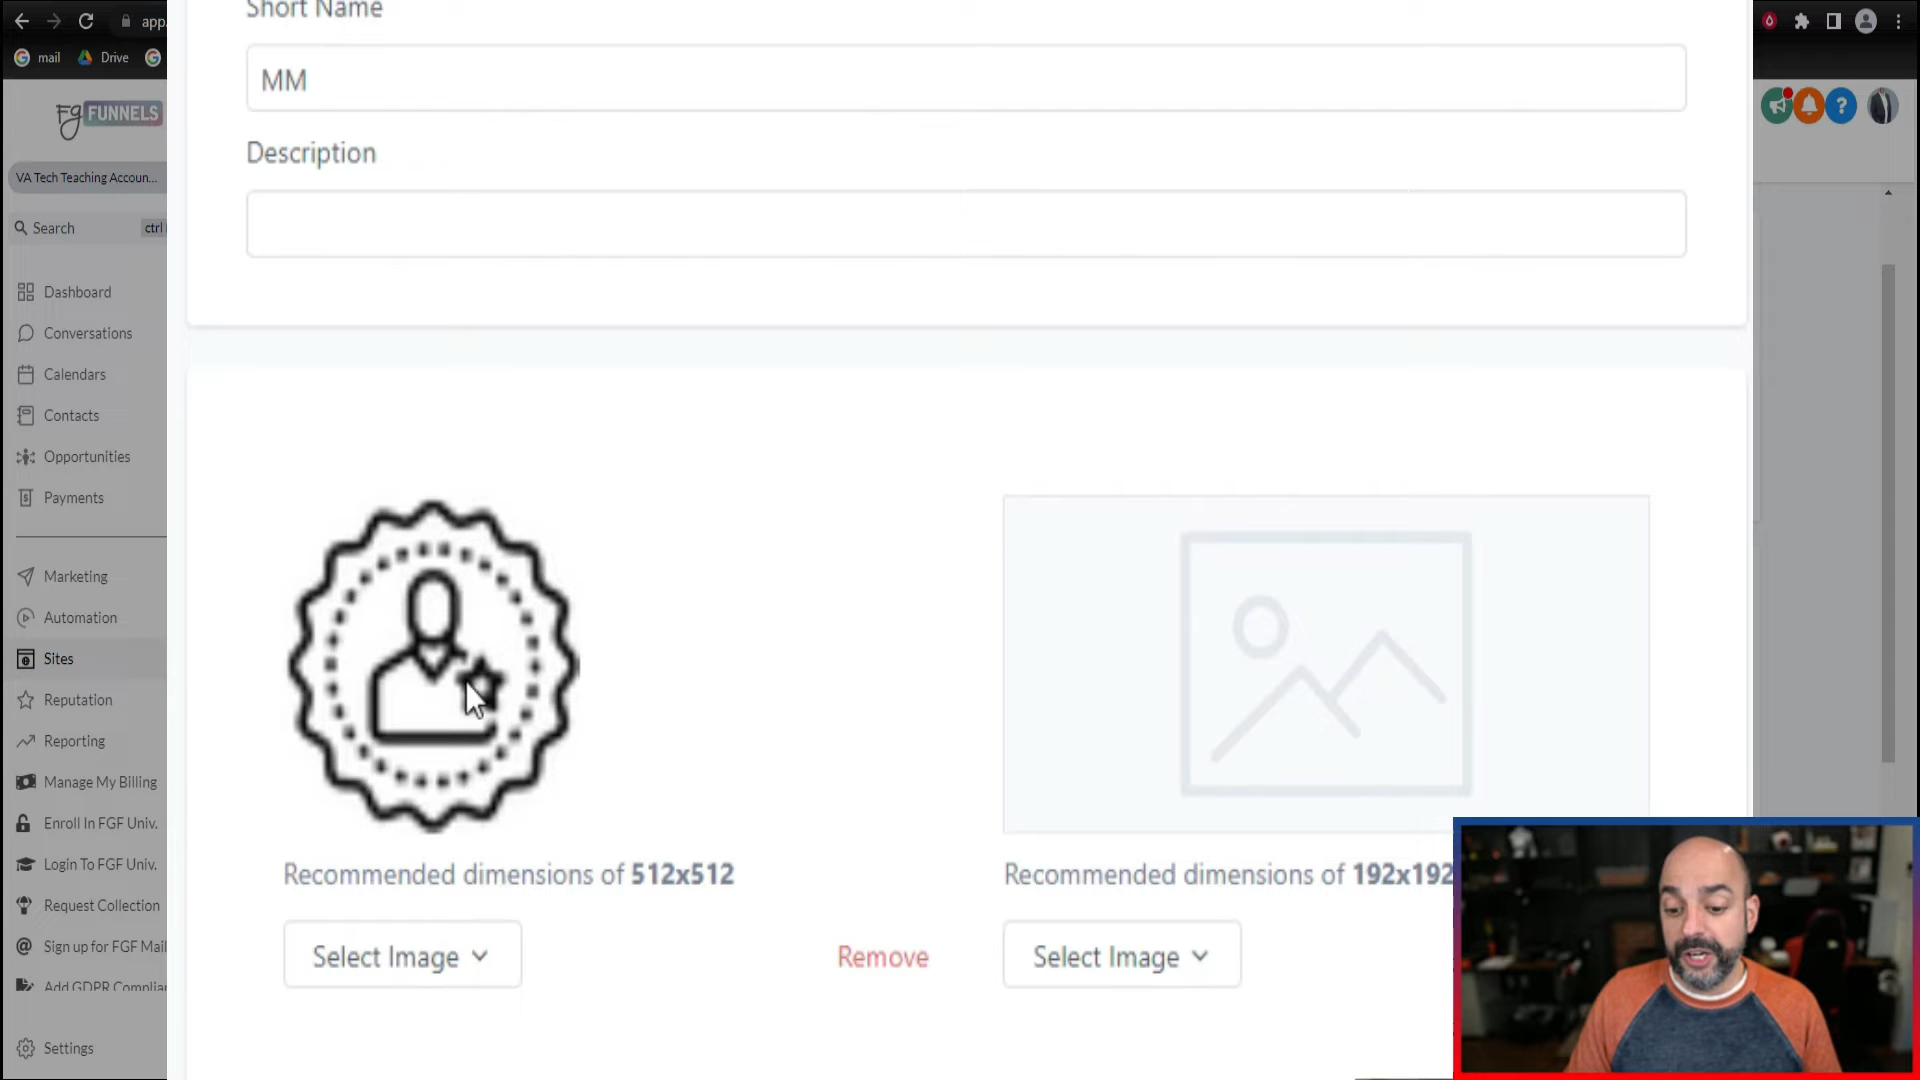 app.
mail
Drive
Fg FUNNELS
VA Tech Teaching Accoun...
Search
ctrl
Dashboard
Conversations
Calendars
Contacts
Opportunities
Payments
Marketing
Automation
Sites
Reputation
Reporting
Manage My Billing
Enroll In FGF Univ.
Login To FGF Univ.
Request Collection
Sign up for FGF Mail
Add GDPR Complian
Settings
Short Name
MM
Description
Recommended dimensions of 512x512
Select Image
Remove
Recommended dimensions of 192x192
Select Image
?